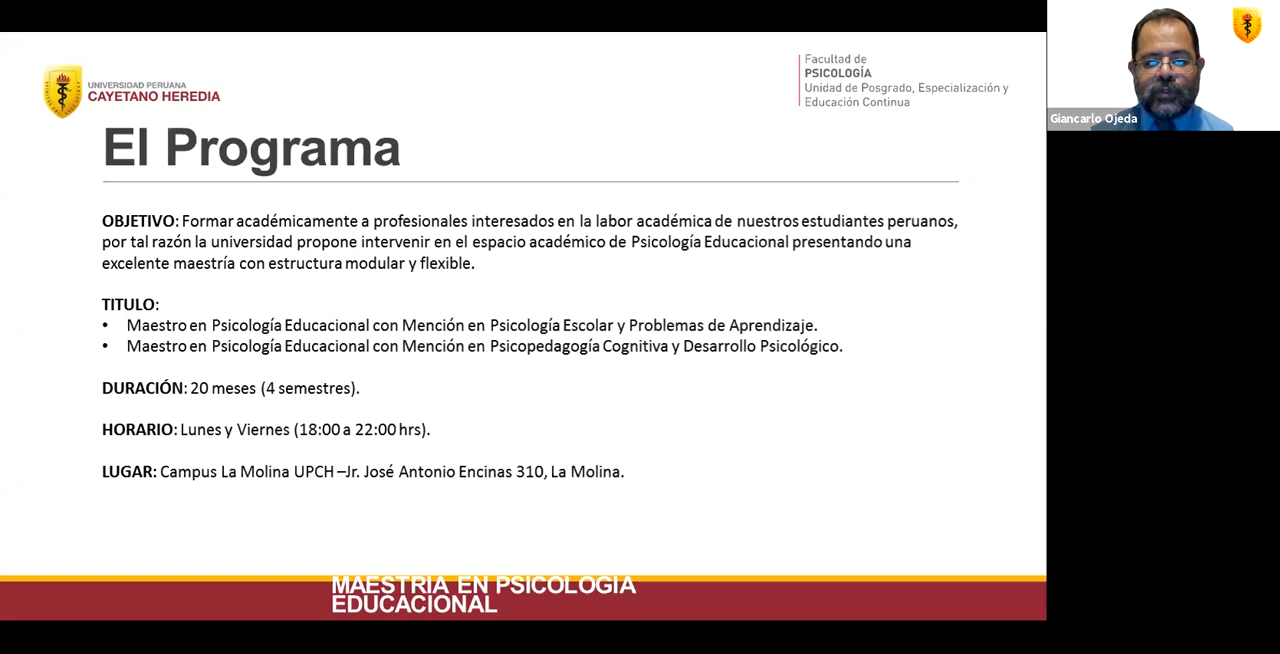 UNIVERSIDAD PERUANA
CAYETANO HEREDIA
Facultad de
PSICOLOGÍA
Unidad de Posgrado, Especialización y
Educación Continua
Giancarlo Ojeda
El Programa
OBJETIVO: Formar académicamente a profesionales interesados en la labor académica de nuestros estudiantes peruanos,
por tal razón la universidad propone intervenir en el espacio académico de Psicología Educacional presentando una
excelente maestría con estructura modular y flexible.
TITULO:
• Maestro en Psicología Educacional con Mención en Psicología Escolar y Problemas de Aprendizaje.
• Maestro en Psicología Educacional con Mención en Psicopedagogía Cognitiva y Desarrollo Psicológico.
DURACIÓN: 20 meses (4 semestres).
HORARIO: Lunes y Viernes (18:00 a 22:00 hrs).
LUGAR: Campus La Molina UPCH –Jr. José Antonio Encinas 310, La Molina.
MAESTRIA EN PSICOLOGIA
EDUCACIONAL